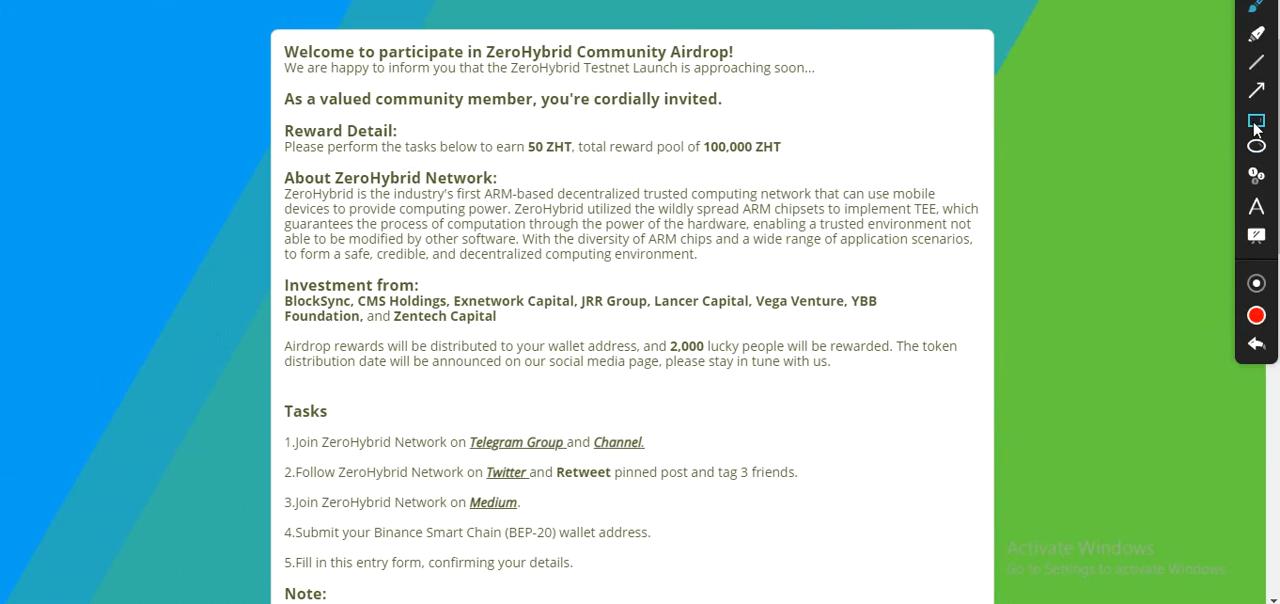 Welcome to participate in ZeroHybrid Community Airdrop!
We are happy to inform you that the ZeroHybrid Testnet Launch is approaching soon...
As a valued community member, you're cordially invited.
Reward Detail:
Please perform the tasks below to earn 50 ZHT, total reward pool of 100,000 ZHT
About ZeroHybrid Network:
ZeroHybrid is the industry's first ARM-based decentralized trusted computing network that can use mobile
devices to provide computing power. ZeroHybrid utilized the wildly spread ARM chipsets to implement TEE, which
guarantees the process of computation through the power of the hardware, enabling a trusted environment not
able to be modified by other software. With the diversity of ARM chips and a wide range of application scenarios,
to form a safe, credible, and decentralized computing environment.
Investment from:
BlockSync, CMS Holdings, Exnetwork Capital, JRR Group, Lancer Capital, Vega Venture, YBB
Foundation, and Zentech Capital
Airdrop rewards will be distributed to your wallet address, and 2,000 lucky people will be rewarded. The token
distribution date will be announced on our social media page, please stay in tune with us.
Tasks
1.Join ZeroHybrid Network on Telegram Group and Channel.
2.Follow ZeroHybrid Network on Twitter and Retweet pinned post and tag 3 friends.
3.Join ZeroHybrid Network on Medium.
4.Submit your Binance Smart Chain (BEP-20) wallet address.
5.Fill in this entry form, confirming your details.
Note:
Activate Windows
Go to Settings to activate Windows.